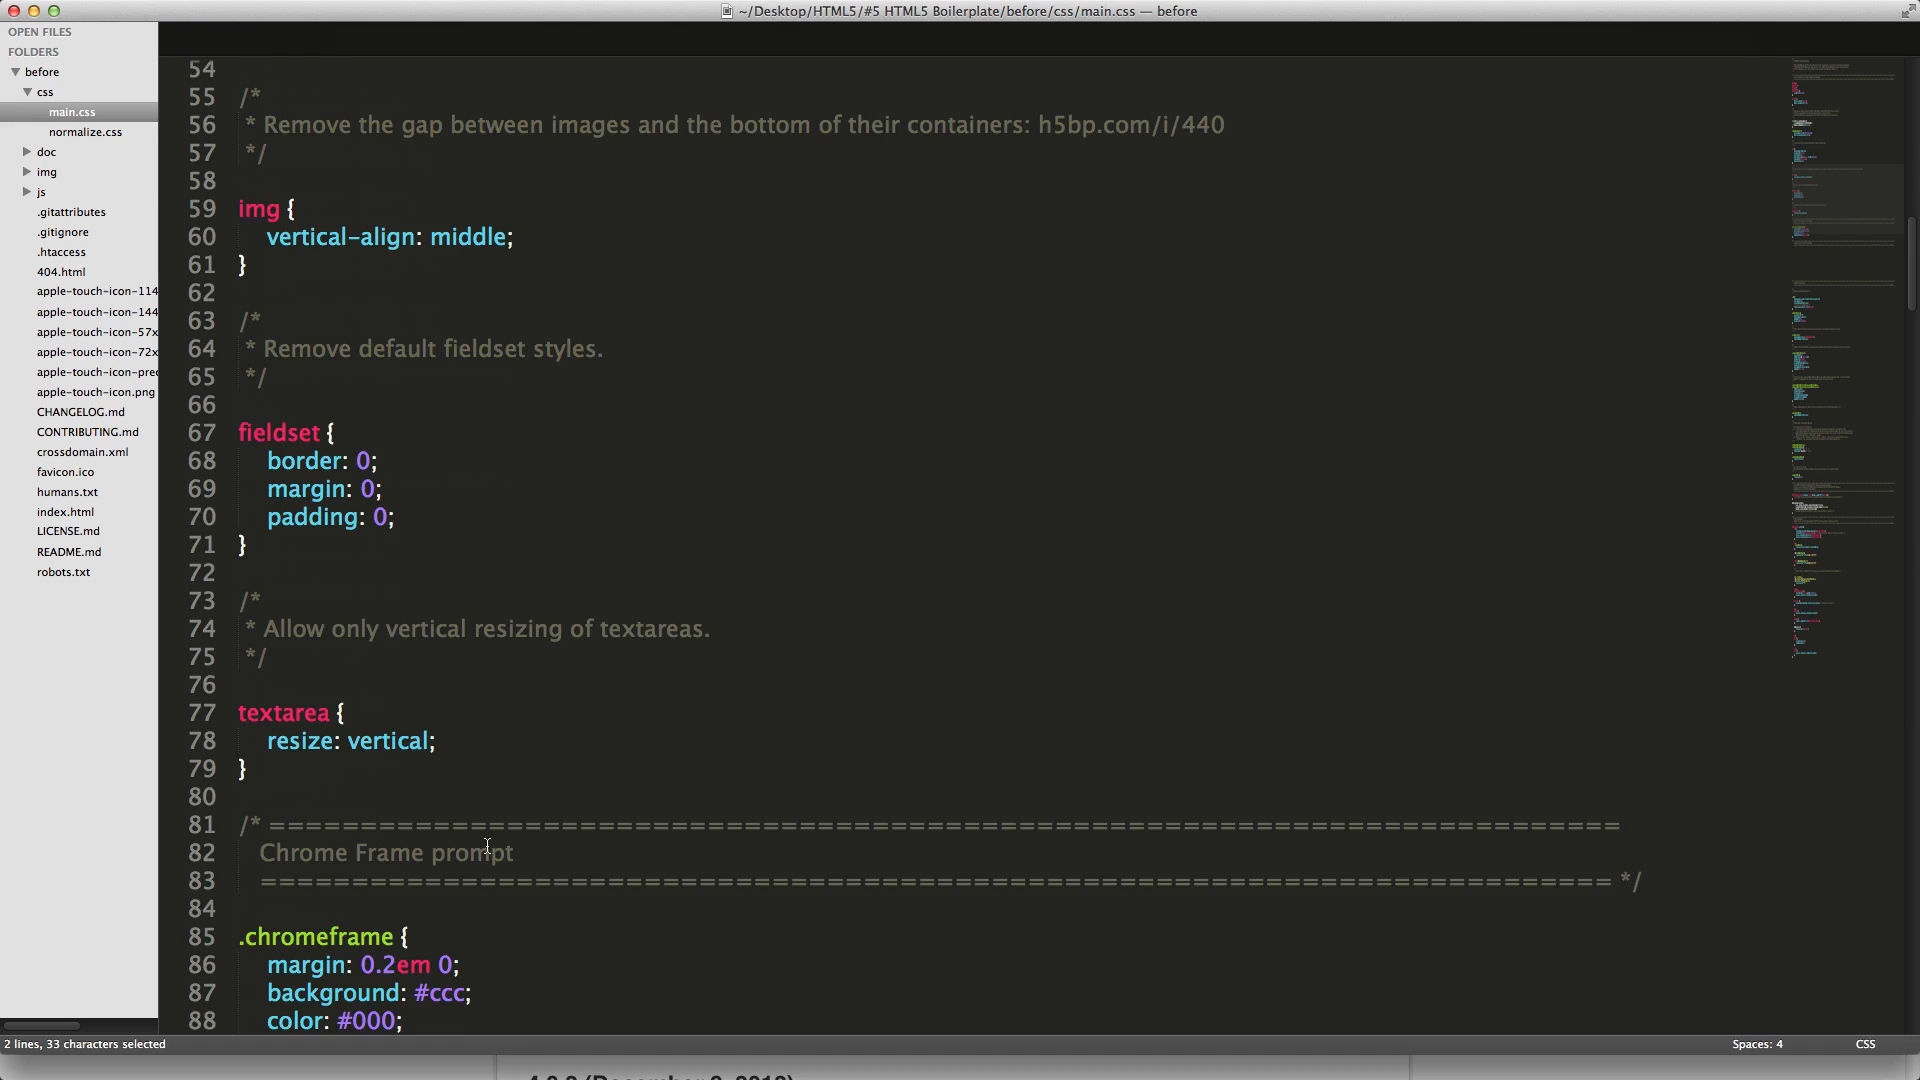 ~/Desktop/HTML5/#5 HTML5 Boilerplate/before/css/main.css — before
OPEN FILES
FOLDERS
before
css
main.css
normalize.css
doc
img
js
.gitattributes
.gitignore
.htaccess
404.html
apple-touch-icon-114
apple-touch-icon-144
apple-touch-icon-57x
apple-touch-icon-72x
apple-touch-icon-prec
apple-touch-icon.png
CHANGELOG.md
CONTRIBUTING.md
crossdomain.xml
favicon.ico
humans.txt
index.html
LICENSE.md
README.md
robots.txt
54
55 /*
56 * Remove the gap between images and the bottom of their containers: h5bp.com/i/440
57 */
58
59 img {
60 vertical-align: middle;
61 }
62
63 /*
64 * Remove default fieldset styles.
65 */
66
67 fieldset {
68 border: 0;
69 margin: 0;
70 padding: 0;
71 }
72
73 /*
74 * Allow only vertical resizing of textareas.
75 */
76
77 textarea {
78 resize: vertical;
79 }
80
81 /* ==========================================================================
82 Chrome Frame prompt
83 ========================================================================== */
84
85 .chromeframe {
86 margin: 0.2em 0;
87 background: #ccc;
88 color: #000;
2 lines, 33 characters selected
Spaces: 4
CSS